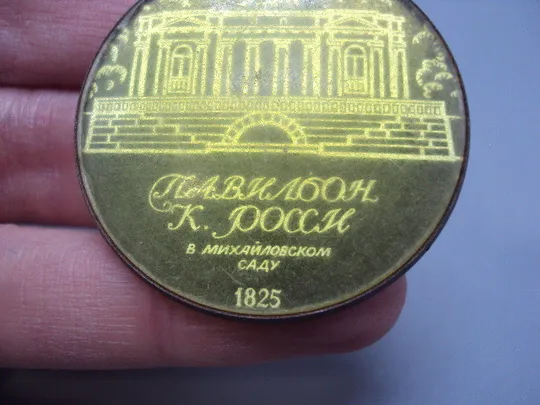 ПАВИЛЬОН
К. РОССИ
В МИХАЙЛОВСКОМ
САДУ
1825